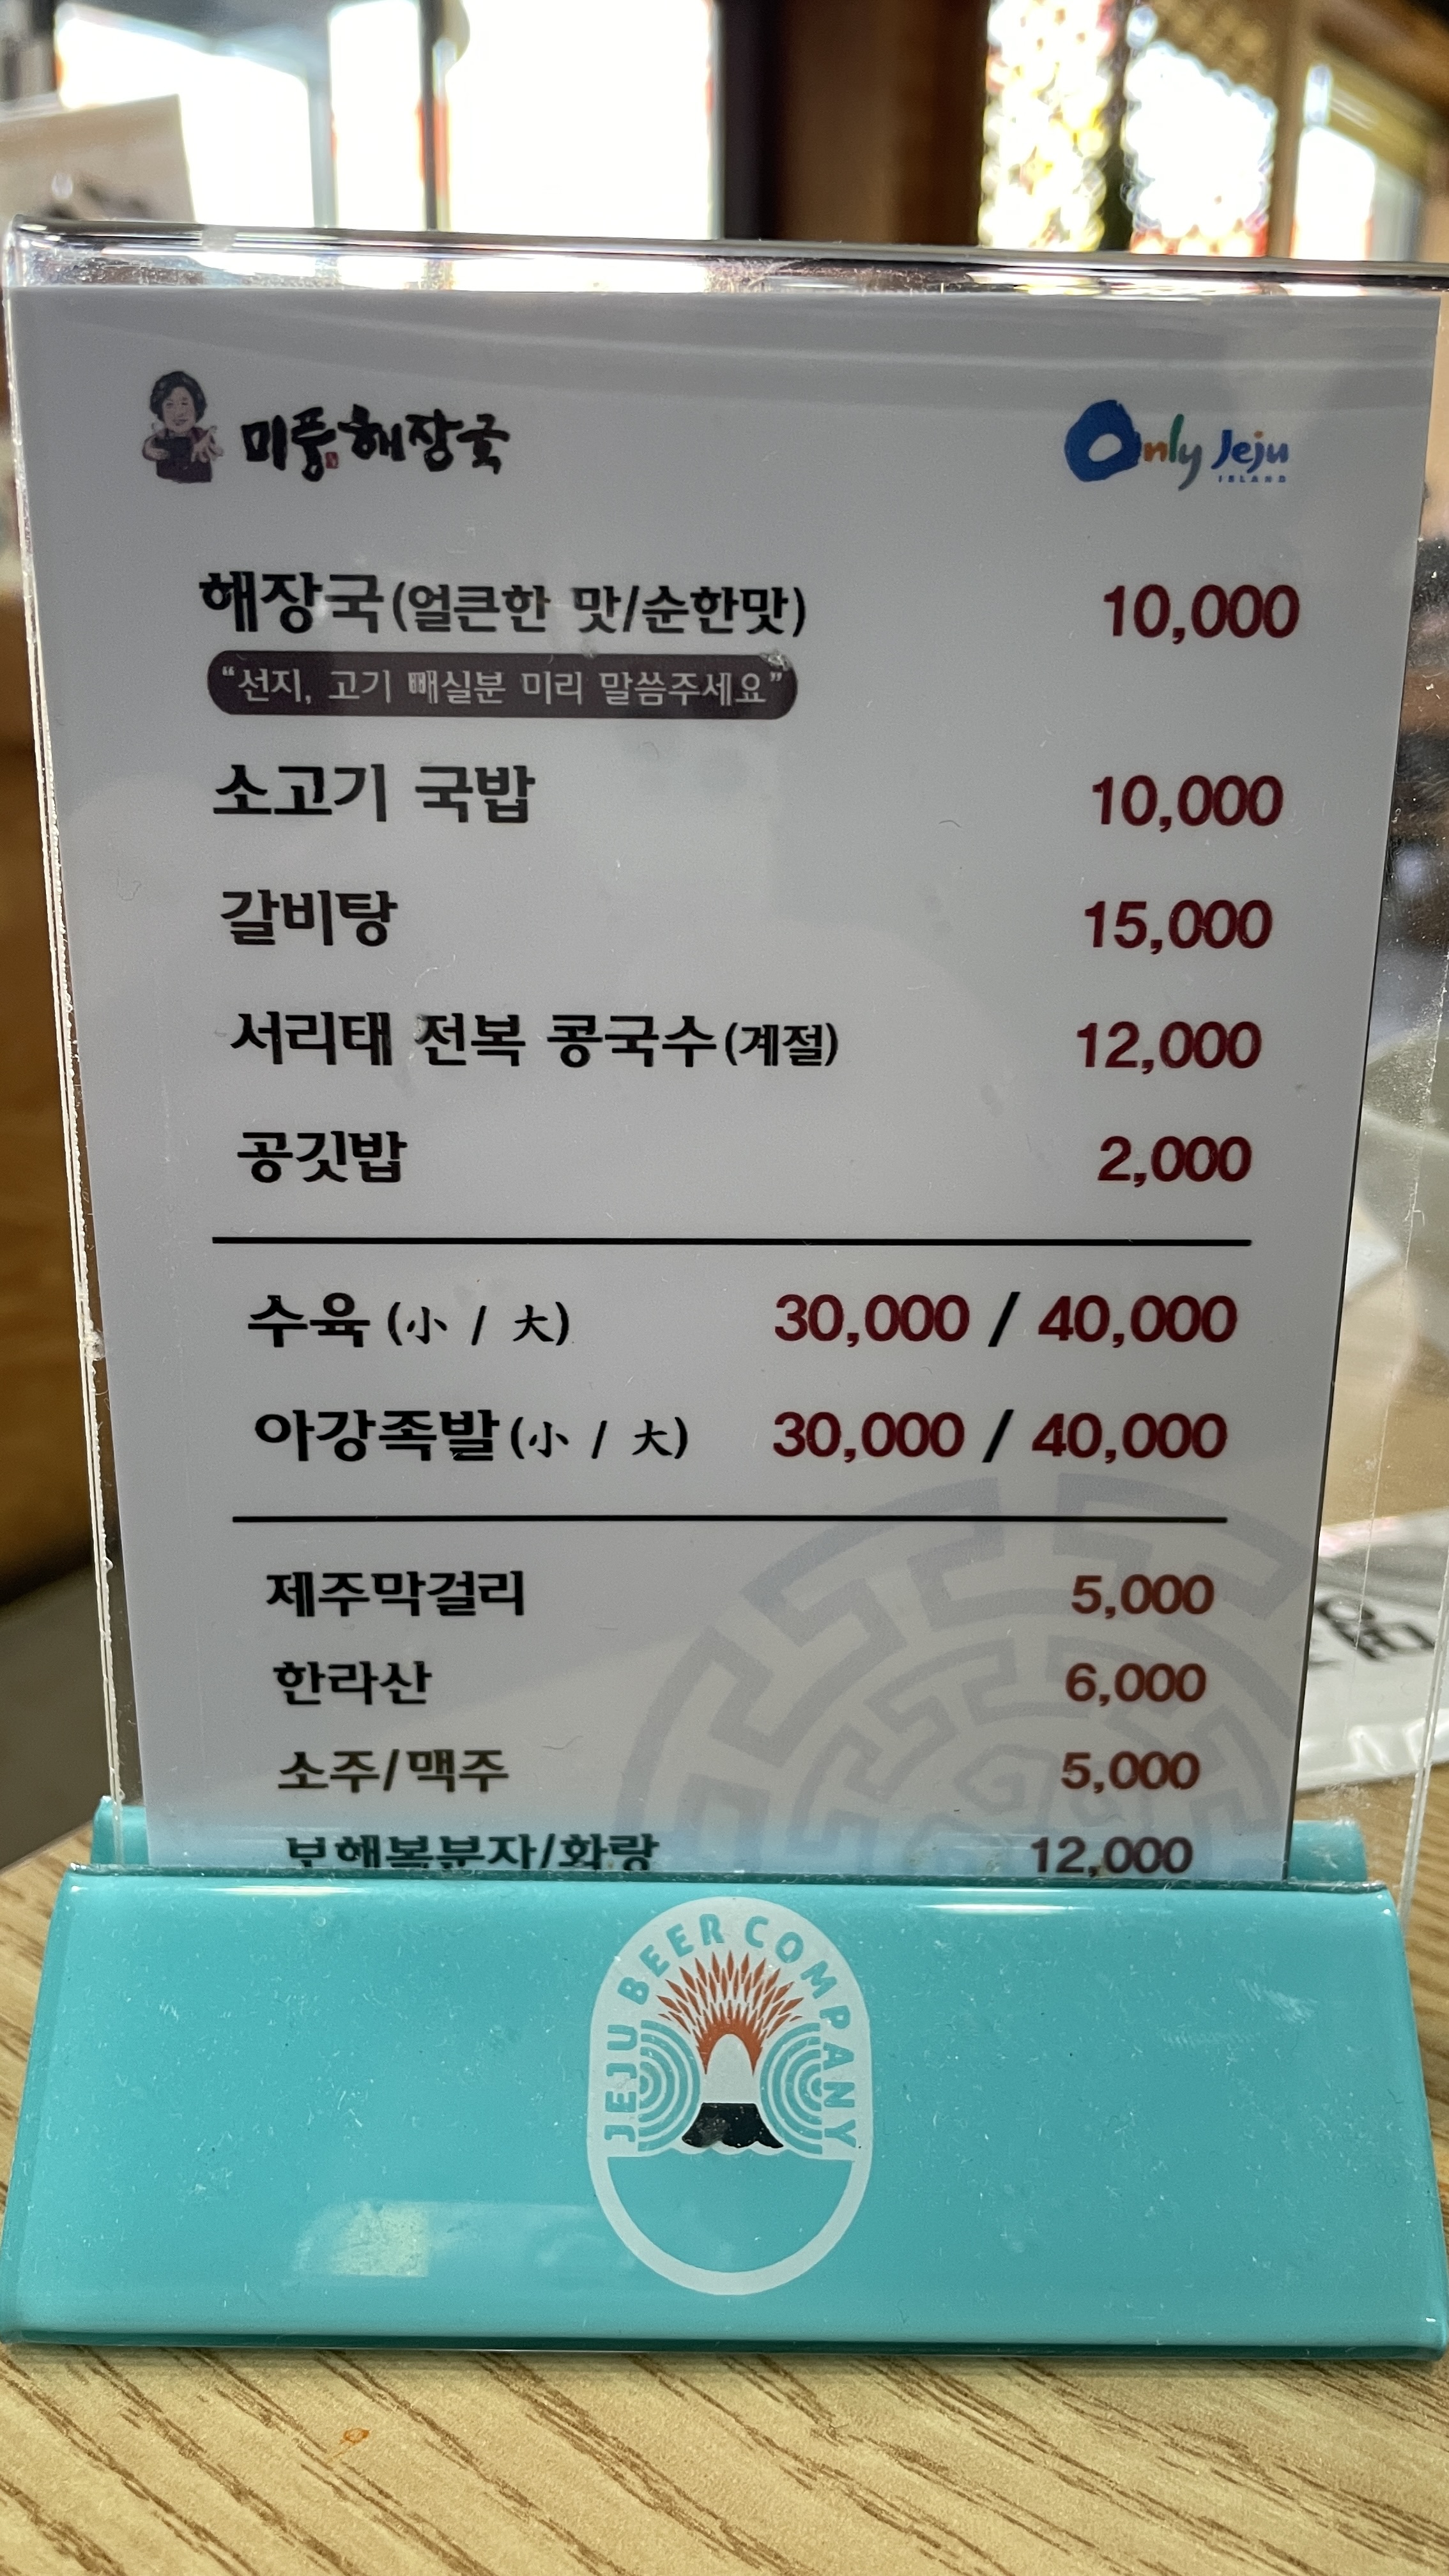 미풍해장국
Only Jeju
ISLAND
해장국(얼큰한 맛/순한맛) 10,000
"선지, 고기 빼실분 미리 말씀주세요"
소고기 국밥 10,000
갈비탕 15,000
서리태 전복 콩국수(계절) 12,000
공깃밥 2,000
수육 (小 / 大) 30,000 / 40,000
아강족발(小 / 大) 30,000 / 40,000
제주막걸리 5,000
한라산 6,000
소주/맥주 5,000
보해복분자/화랑 12,000
JEJU BEER COMPANY